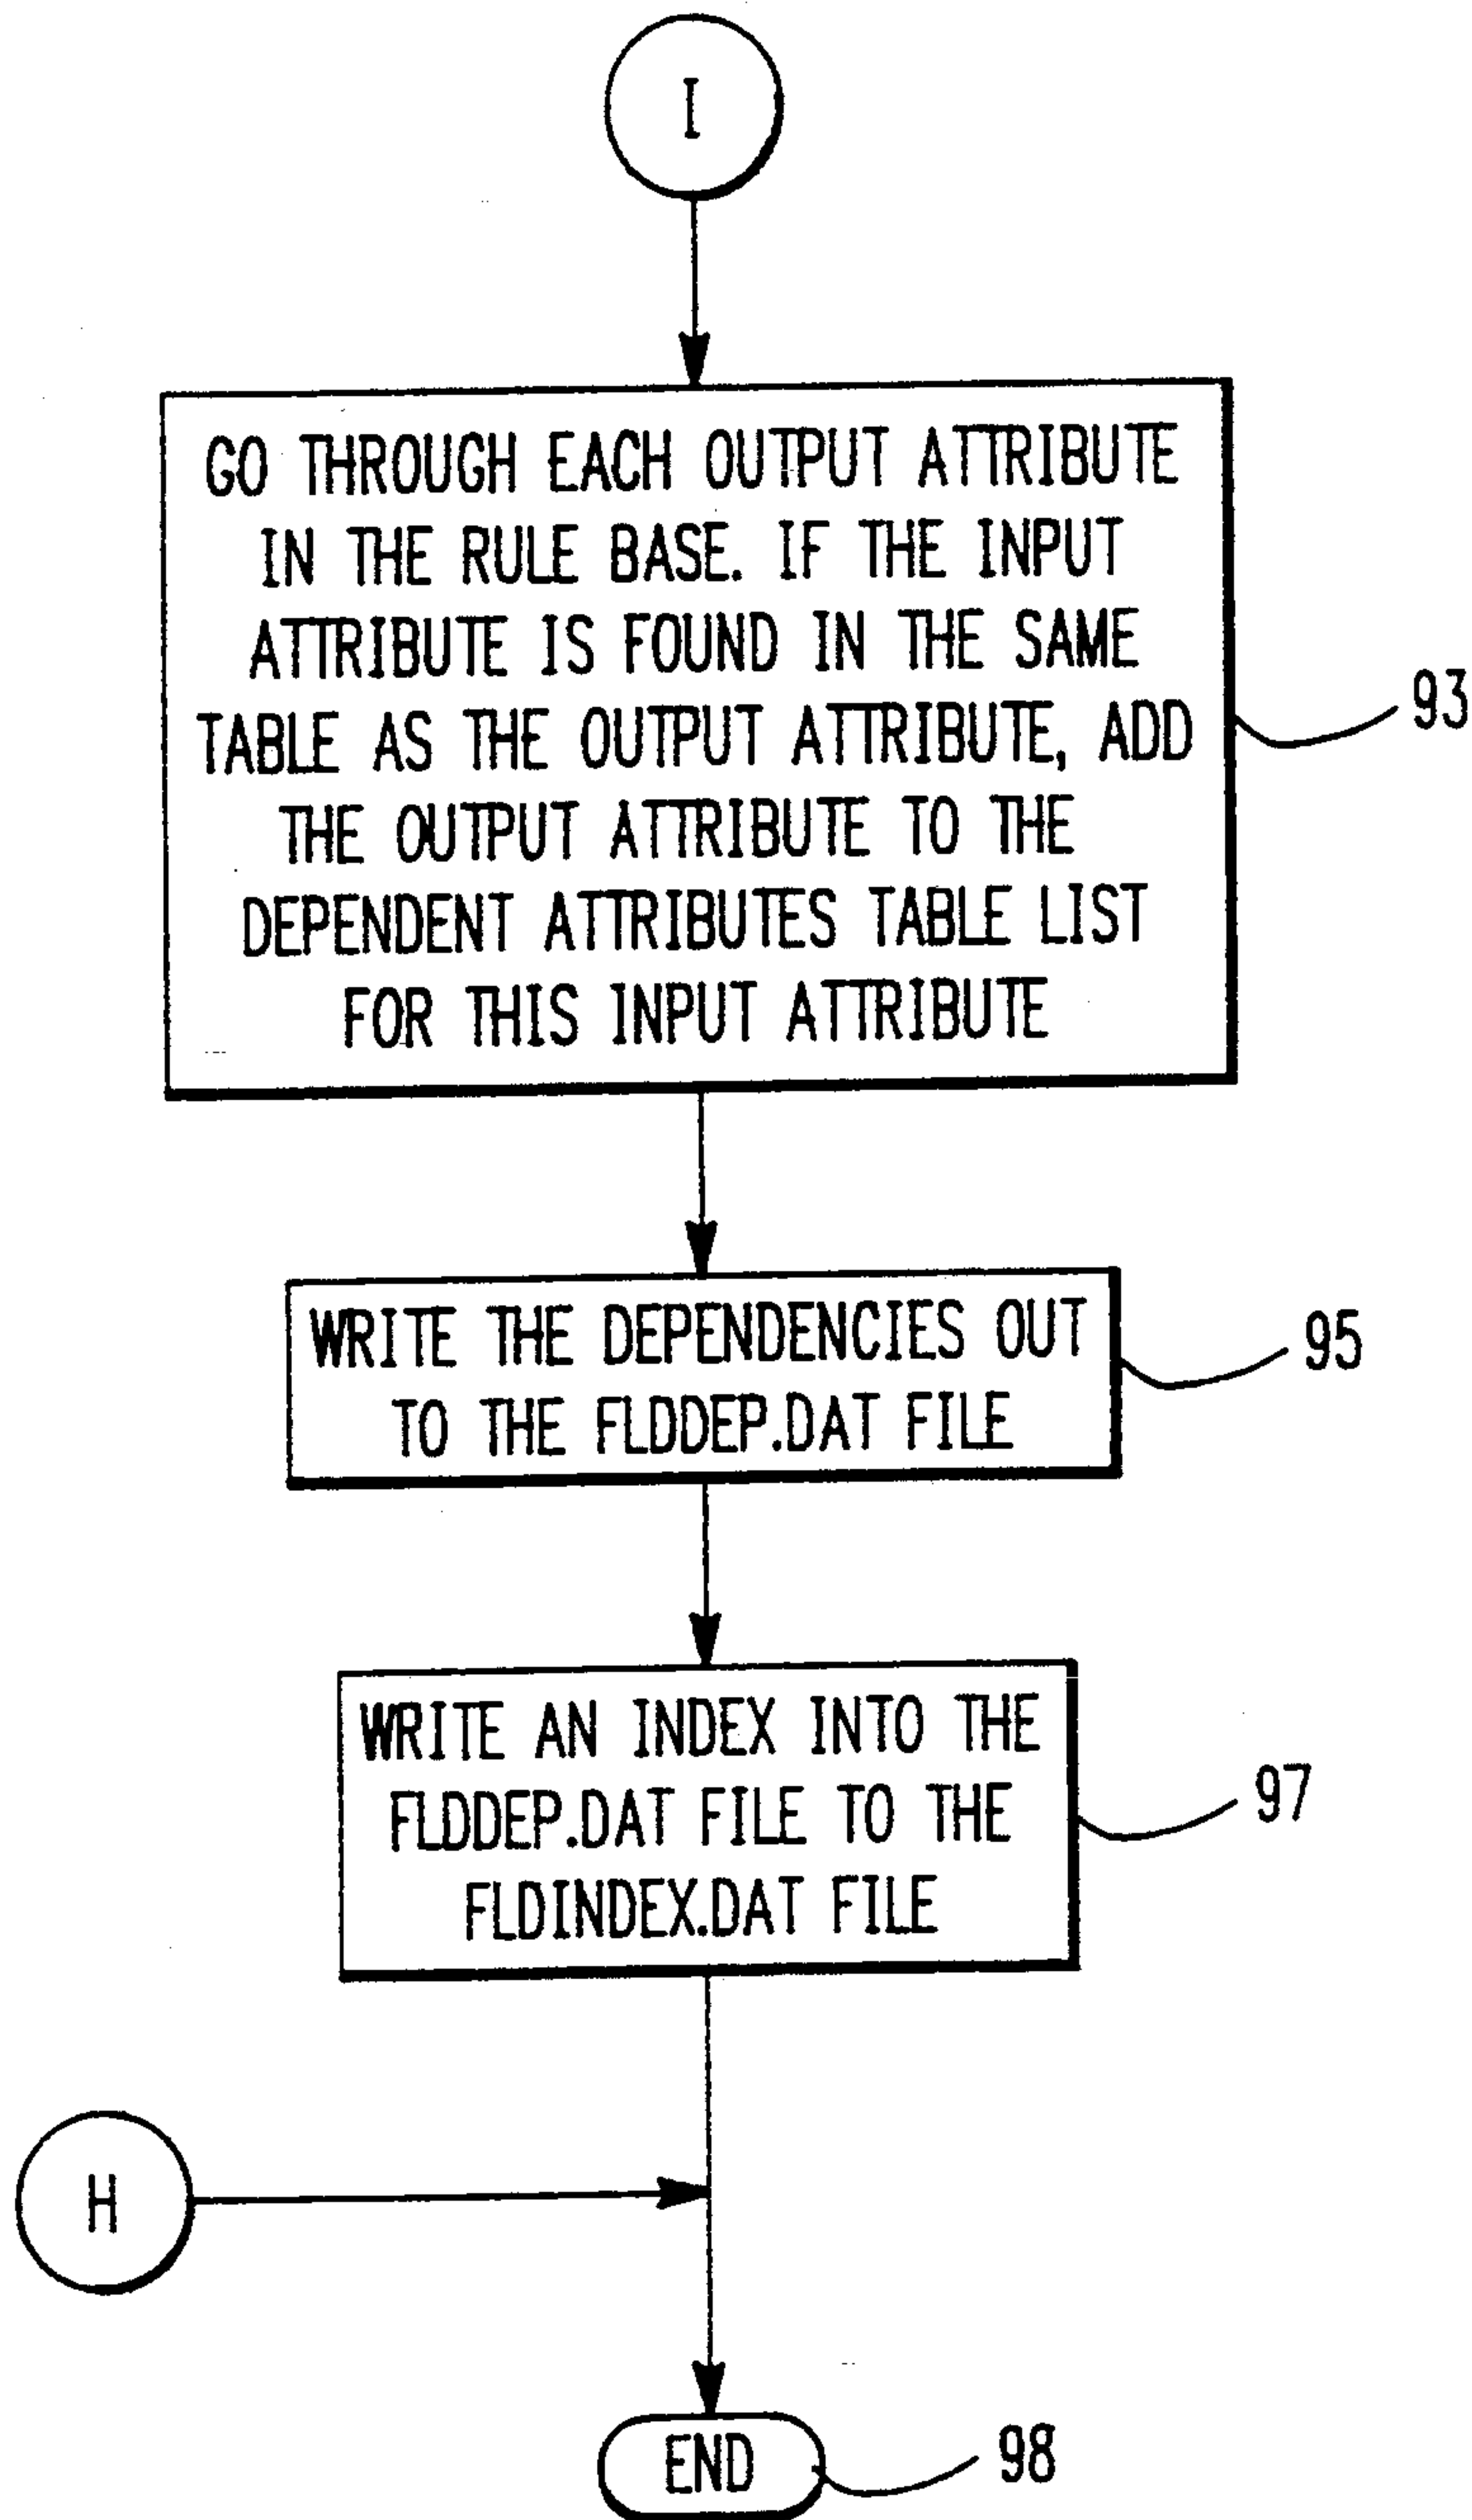 I
GO THROUGH EACH OUTPUT ATTRIBUTE
IN THE RULE BASE. IF THE INPUT
ATTRIBUTE IS FOUND IN THE SAME
TABLE AS THE OUTPUT ATTRIBUTE, ADD
THE OUTPUT ATTRIBUTE TO THE
DEPENDENT ATTRIBUTES TABLE LIST
FOR THIS INPUT ATTRIBUTE
93
WRITE THE DEPENDENCIES OUT
TO THE FLDDEP.DAT FILE
95
WRITE AN INDEX INTO THE
FLDDEP.DAT FILE TO THE
FLDINDEX.DAT FILE
97
H
END
98